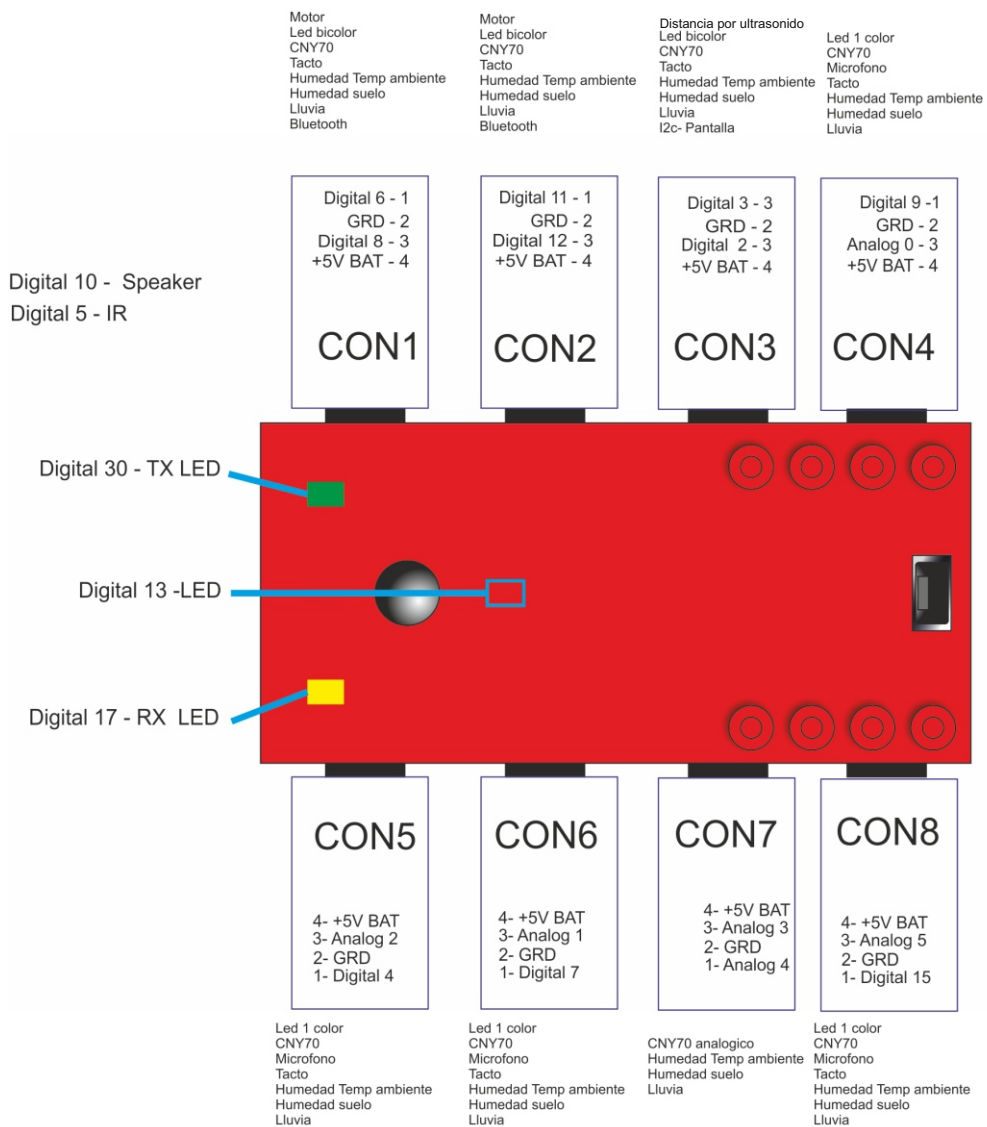 Motor
Led bicolor
CNY70
Tacto
Humedad Temp ambiente
Humedad suelo
Lluvia
Bluetooth
Motor
Led bicolor
CNY70
Tacto
Humedad Temp ambiente
Humedad suelo
Lluvia
Bluetooth
Distancia por ultrasonido
Led bicolor
CNY70
Tacto
Humedad Temp ambiente
Humedad suelo
Lluvia
I2c- Pantalla
Led 1 color
CNY70
Microfono
Tacto
Humedad Temp ambiente
Humedad suelo
Lluvia
Digital 6 - 1
GRD - 2
Digital 8 - 3
+5V BAT - 4
CON1
Digital 11 - 1
GRD - 2
Digital 12 - 3
+5V BAT - 4
CON2
Digital 3 - 3
GRD - 2
Digital 2 - 3
+5V BAT - 4
CON3
Digital 9 -1
GRD - 2
Analog 0 - 3
+5V BAT - 4
CON4
Digital 10 - Speaker
Digital 5 - IR
Digital 30 - TX LED
Digital 13 -LED
Digital 17 - RX LED
CON5
4- +5V BAT
3- Analog 2
2- GRD
1- Digital 4
CON6
4- +5V BAT
3- Analog 1
2- GRD
1- Digital 7
CON7
4- +5V BAT
3- Analog 3
2- GRD
1- Analog 4
CON8
4- +5V BAT
3- Analog 5
2- GRD
1- Digital 15
Led 1 color
CNY70
Microfono
Tacto
Humedad Temp ambiente
Humedad suelo
Lluvia
Led 1 color
CNY70
Microfono
Tacto
Humedad Temp ambiente
Humedad suelo
Lluvia
CNY70 analogico
Humedad Temp ambiente
Humedad suelo
Lluvia
Led 1 color
CNY70
Microfono
Tacto
Humedad Temp ambiente
Humedad suelo
Lluvia